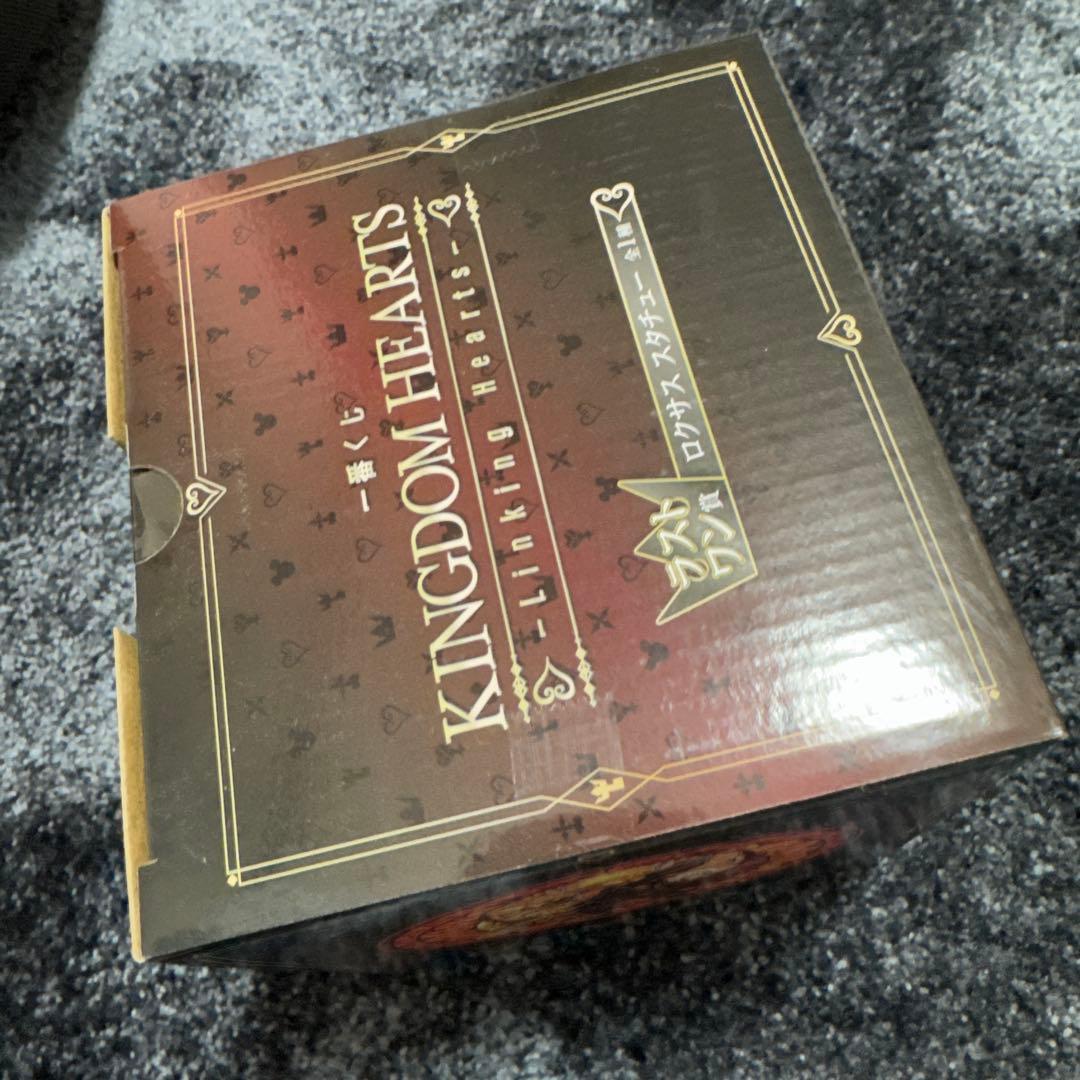 一番くじ
KINGDOM HEARTS
- Linking Hearts -
ラスト
ワン賞
ロクサス スタチュー 全1種